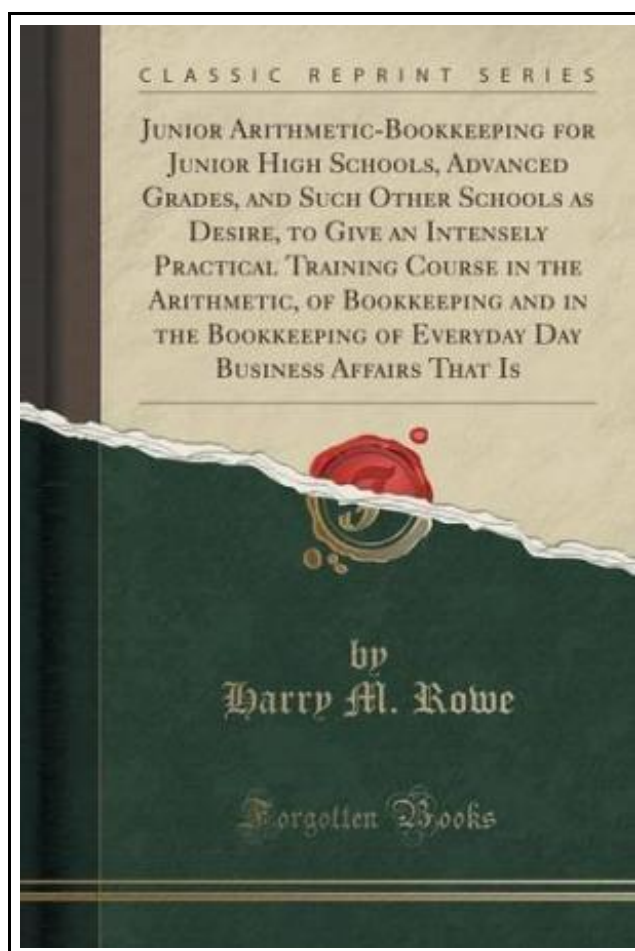 CLASSIC REPRINT SERIES
JUNIOR ARITHMETIC-BOOKKEEPING FOR
JUNIOR HIGH SCHOOLS, ADVANCED
GRADES, AND SUCH OTHER SCHOOLS AS
DESIRE, TO GIVE AN INTENSELY
PRACTICAL TRAINING COURSE IN THE
ARITHMETIC, OF BOOKKEEPING AND IN
THE BOOKKEEPING OF EVERYDAY DAY
BUSINESS AFFAIRS THAT IS
by
Harry M. Rowe
Forgotten Books